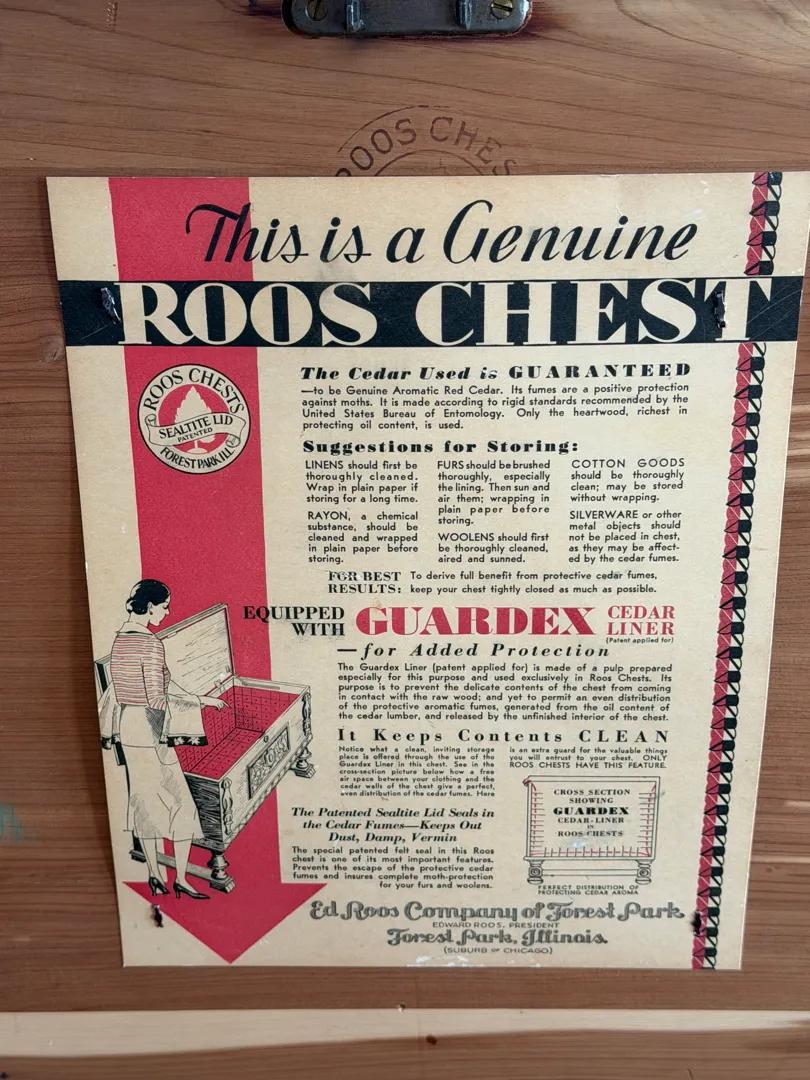 ROOS CHES
This is a Genuine
ROOS CHEST
ROOS CHESTS
SEALTITE LID
PATENTED
FOREST PARK ILL.
The Cedar Used is GUARANTEED
—to be Genuine Aromatic Red Cedar. Its fumes are a positive protection
against moths. It is made according to rigid standards recommended by the
United States Bureau of Entomology. Only the heartwood, richest in
protecting oil content, is used.
Suggestions for Storing:
LINENS should first be
thoroughly cleaned.
Wrap in plain paper if
storing for a long time.
RAYON, a chemical
substance, should be
cleaned and wrapped
in plain paper before
storing.
FURS should be brushed
thoroughly, especially
the lining. Then sun and
air them; wrapping in
plain paper before
storing.
WOOLENS should first
be thoroughly cleaned,
aired and sunned.
COTTON GOODS
should be thoroughly
clean; may be stored
without wrapping.
SILVERWARE or other
metal objects should
not be placed in chest,
as they may be affect-
ed by the cedar fumes.
FOR BEST RESULTS:
To derive full benefit from protective cedar fumes,
keep your chest tightly closed as much as possible.
EQUIPPED
WITH
GUARDEX
CEDAR
LINER
(Patent applied for)
—for Added Protection
The Guardex Liner (patent applied for) is made of a pulp prepared
especially for this purpose and used exclusively in Roos Chests. Its
purpose is to prevent the delicate contents of the chest from coming
in contact with the raw wood; and yet to permit an even distribution
of the protective aromatic fumes, generated from the oil content of
the cedar lumber, and released by the unfinished interior of the chest.
It Keeps Contents CLEAN
Notice what a clean, inviting storage
place is offered through the use of the
Guardex Liner in this chest. See in the
cross-section picture below how a free
air space between your clothing and the
cedar walls of the chest give a perfect,
even distribution of the cedar fumes. Here
is an extra guard for the valuable things
you will entrust to your chest. ONLY
ROOS CHESTS HAVE THIS FEATURE.
The Patented Sealtite Lid Seals in
the Cedar Fumes—Keeps Out
Dust, Damp, Vermin
The special patented felt seal in this Roos
chest is one of its most important features.
Prevents the escape of the protective cedar
fumes and insures complete moth-protection
for your furs and woolens.
CROSS SECTION
SHOWING
GUARDEX
CEDAR-LINER
IN
ROOS CHESTS
PERFECT DISTRIBUTION OF
PROTECTING CEDAR AROMA
Ed Roos Company of Forest Park
EDWARD ROOS, PRESIDENT
Forest Park, Illinois
(SUBURB OF CHICAGO)